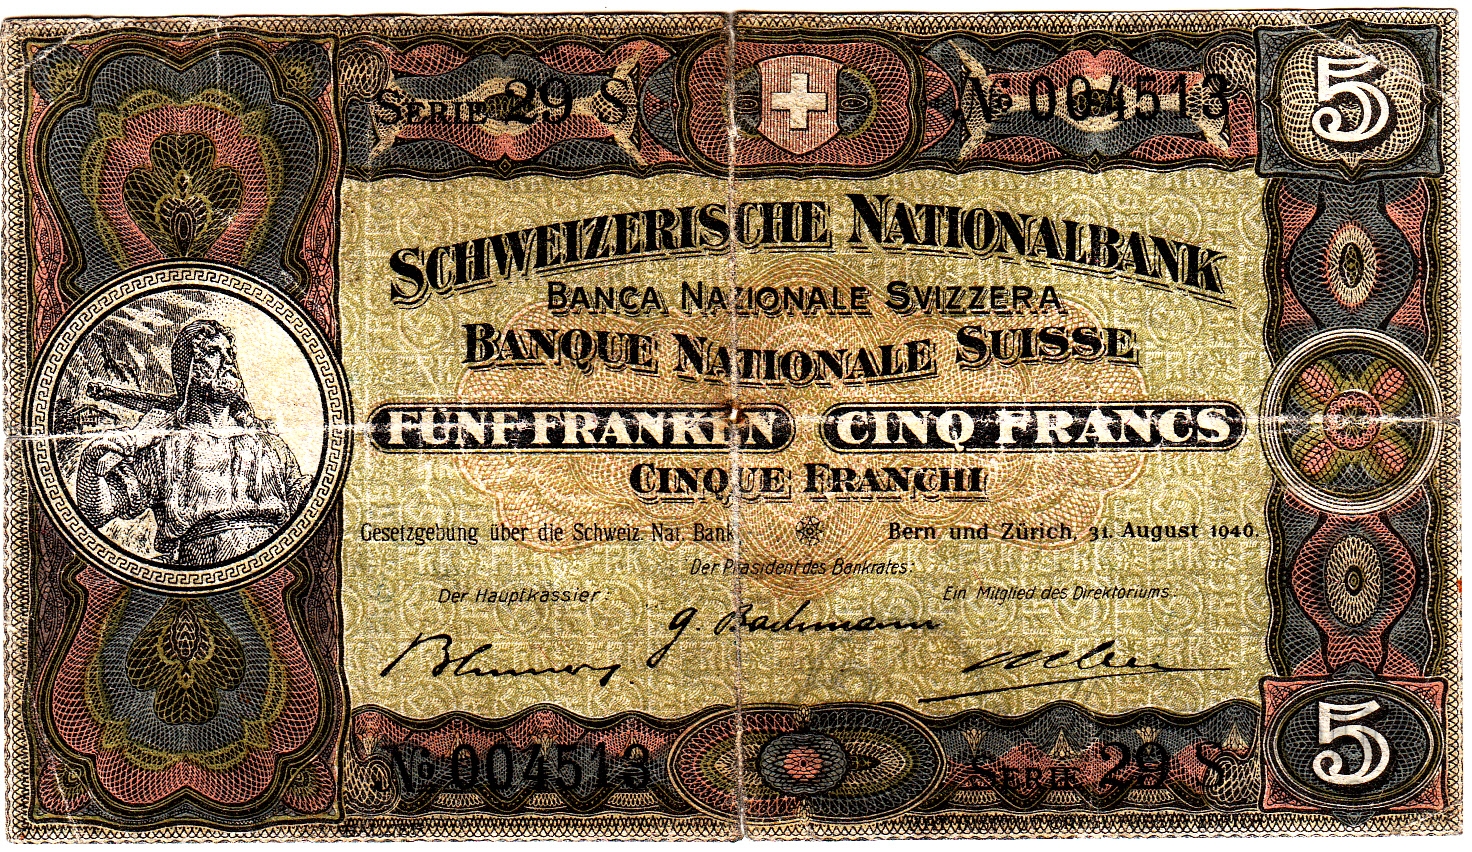 SERIE 29 S
No 004513
5
SCHWEIZERISCHE NATIONALBANK
BANCA NAZIONALE SVIZZERA
BANQUE NATIONALE SUISSE
FÜNF FRANKEN CINQ FRANCS
CINQUE FRANCHI
Gesetzgebung über die Schweiz. Nat. Bank
Bern und Zürich, 31. August 1946.
Der Präsident des Bankrates:
Der Hauptkassier:
Ein Mitglied des Direktoriums:
G. Bachmann
No 004513
SERIE 29 S
5